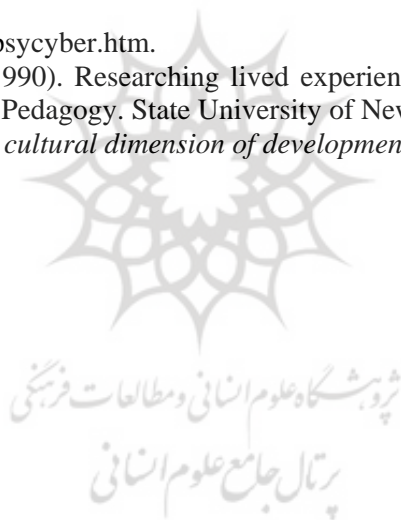 psycyber.htm.
990). Researching lived experien
Pedagogy. State University of Nev
cultural dimension of developmen
پژوهشگاه علوم انسانی و مطالعات فرهنگی
پرتال جامع علوم انسانی